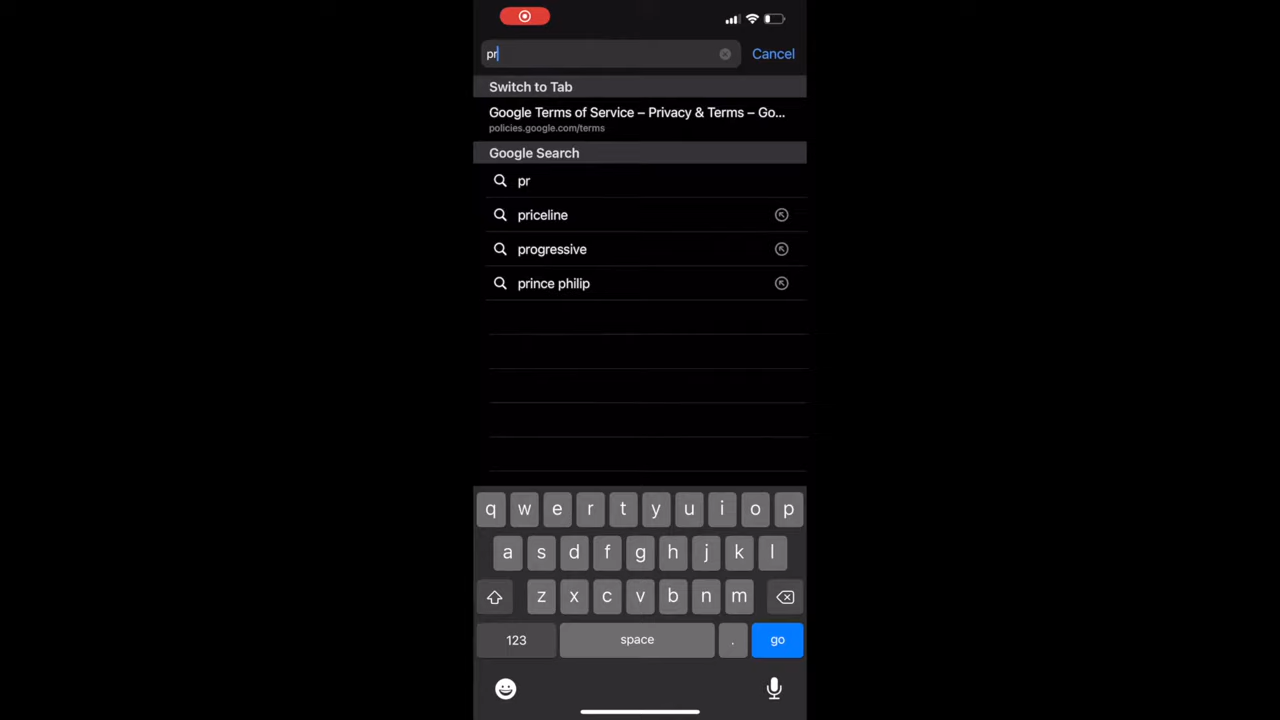 pr
Cancel
Switch to Tab
Google Terms of Service – Privacy & Terms – Go...
policies.google.com/terms
Google Search
pr
priceline
progressive
prince philip
q w e r t y u i o p
a s d f g h j k l
z x c v b n m
123 space . go